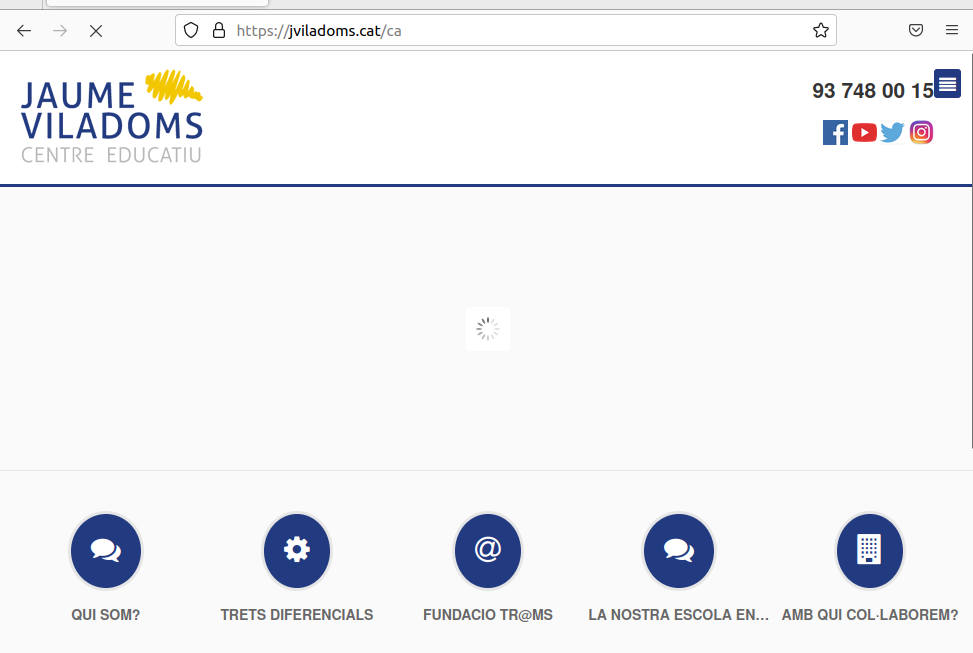 https://jviladoms.cat/ca
JAUME
VILADOMS
CENTRE EDUCATIU
93 748 00 15
QUI SOM?
TRETS DIFERENCIALS
FUNDACIO TR@MS
LA NOSTRA ESCOLA EN...
AMB QUI COL·LABOREM?